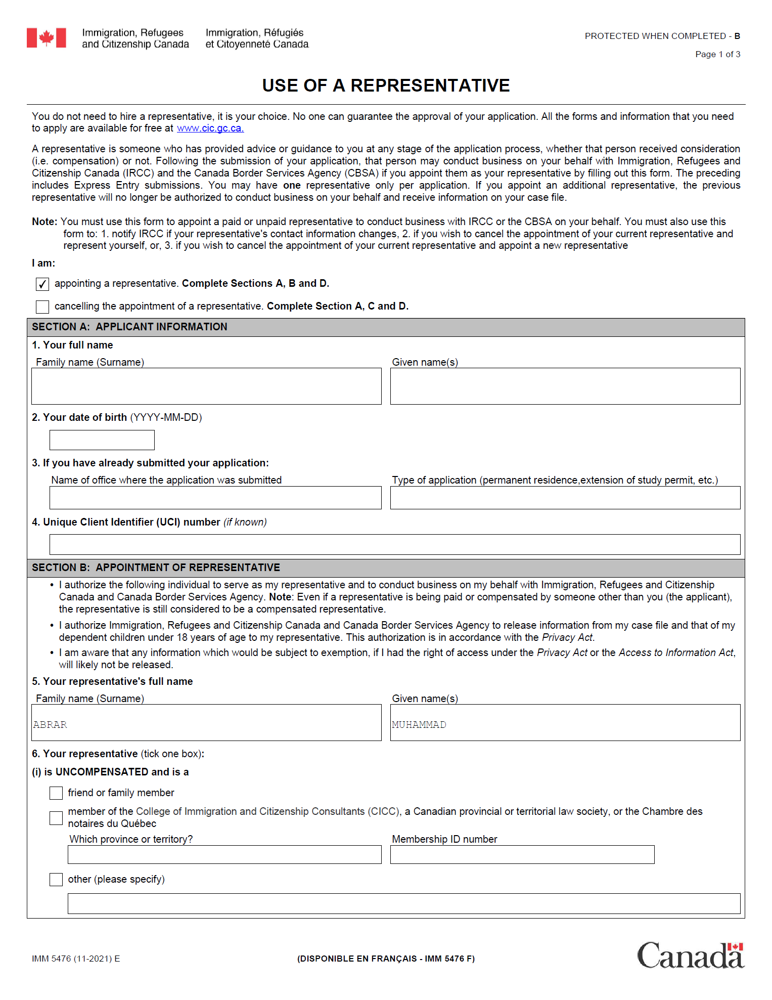 Immigration, Refugees
and Citizenship Canada
Immigration, Réfugiés
et Citoyenneté Canada
PROTECTED WHEN COMPLETED - B
Page 1 of 3
USE OF A REPRESENTATIVE
You do not need to hire a representative, it is your choice. No one can guarantee the approval of your application. All the forms and information that you need
to apply are available for free at www.cic.gc.ca.
A representative is someone who has provided advice or guidance to you at any stage of the application process, whether that person received consideration
(i.e. compensation) or not. Following the submission of your application, that person may conduct business on your behalf with Immigration, Refugees and
Citizenship Canada (IRCC) and the Canada Border Services Agency (CBSA) if you appoint them as your representative by filling out this form. The preceding
includes Express Entry submissions. You may have one representative only per application. If you appoint an additional representative, the previous
representative will no longer be authorized to conduct business on your behalf and receive information on your case file.
Note: You must use this form to appoint a paid or unpaid representative to conduct business with IRCC or the CBSA on your behalf. You must also use this
form to: 1. notify IRCC if your representative's contact information changes, 2. if you wish to cancel the appointment of your current representative and
represent yourself, or, 3. if you wish to cancel the appointment of your current representative and appoint a new representative
I am:
✓ appointing a representative. Complete Sections A, B and D.
cancelling the appointment of a representative. Complete Section A, C and D.
SECTION A: APPLICANT INFORMATION
1. Your full name
Family name (Surname)
Given name(s)
2. Your date of birth (YYYY-MM-DD)
3. If you have already submitted your application:
Name of office where the application was submitted
Type of application (permanent residence,extension of study permit, etc.)
4. Unique Client Identifier (UCI) number (if known)
SECTION B: APPOINTMENT OF REPRESENTATIVE
• I authorize the following individual to serve as my representative and to conduct business on my behalf with Immigration, Refugees and Citizenship
Canada and Canada Border Services Agency. Note: Even if a representative is being paid or compensated by someone other than you (the applicant),
the representative is still considered to be a compensated representative.
• I authorize Immigration, Refugees and Citizenship Canada and Canada Border Services Agency to release information from my case file and that of my
dependent children under 18 years of age to my representative. This authorization is in accordance with the Privacy Act.
• I am aware that any information which would be subject to exemption, if I had the right of access under the Privacy Act or the Access to Information Act,
will likely not be released.
5. Your representative's full name
Family name (Surname)
Given name(s)
ABRAR
MUHAMMAD
6. Your representative (tick one box):
(i) is UNCOMPENSATED and is a
friend or family member
member of the College of Immigration and Citizenship Consultants (CICC), a Canadian provincial or territorial law society, or the Chambre des
notaires du Québec
Which province or territory?
Membership ID number
other (please specify)
IMM 5476 (11-2021) E
(DISPONIBLE EN FRANÇAIS - IMM 5476 F)
Canada